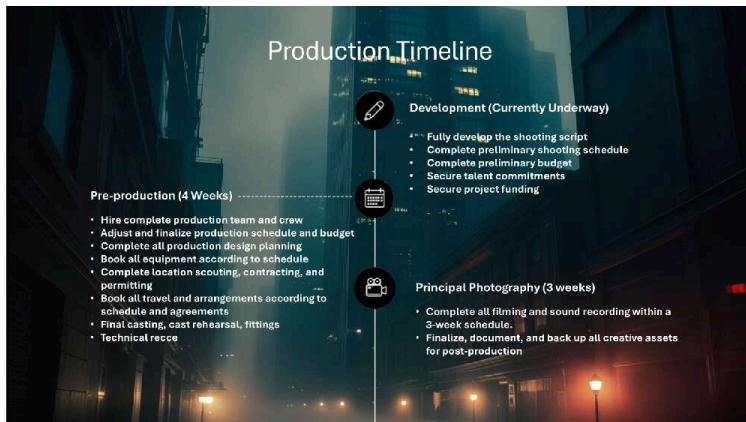 Production Timeline
Development (Currently Underway)
• Fully develop the shooting script
• Complete preliminary shooting schedule
• Complete preliminary budget
• Secure talent commitments
• Secure project funding
Pre-production (4 Weeks)
• Hire complete production team and crew
• Adjust and finalize production schedule and budget
• Complete all production design planning
• Book all equipment according to schedule
• Complete location scouting, contracting, and
permitting
• Book all travel and arrangements according to
schedule and agreements
• Final casting, cast rehearsal, fittings
• Technical recce
Principal Photography (3 weeks)
• Complete all filming and sound recording within a
3-week schedule.
• Finalize, document, and back up all creative assets
for post-production